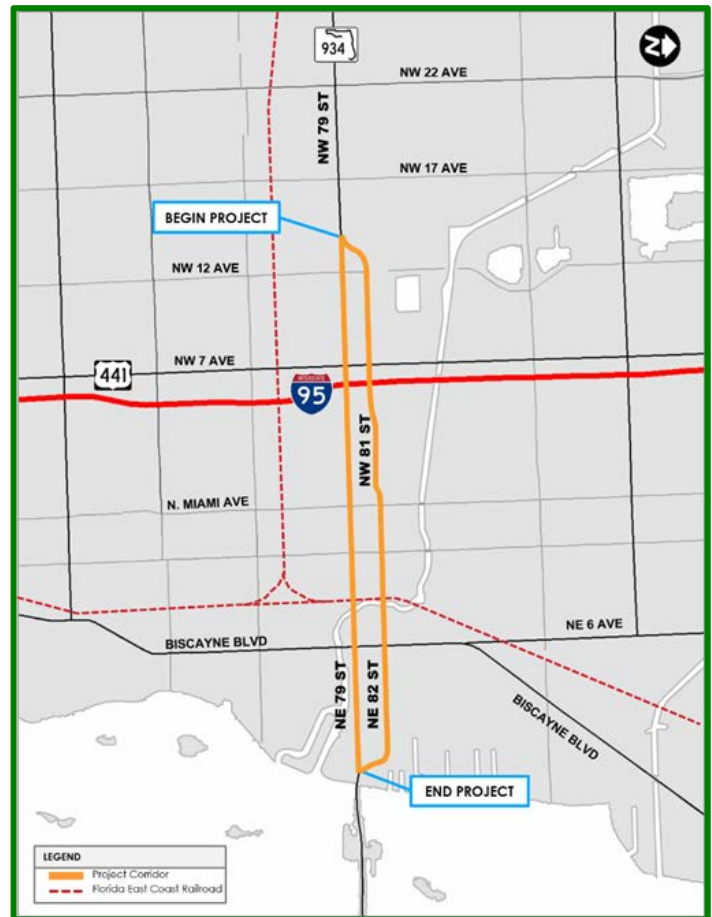 934
N
NW 22 AVE
NW 79 ST
NW 17 AVE
BEGIN PROJECT
NW 12 AVE
NW 7 AVE
441
INTERSTATE
95
NW 81 ST
N. MIAMI AVE
NE 6 AVE
BISCAYNE BLVD
NE 79 ST
NE 82 ST
BISCAYNE BLVD
END PROJECT
LEGEND
Project Corridor
Florida East Coast Railroad